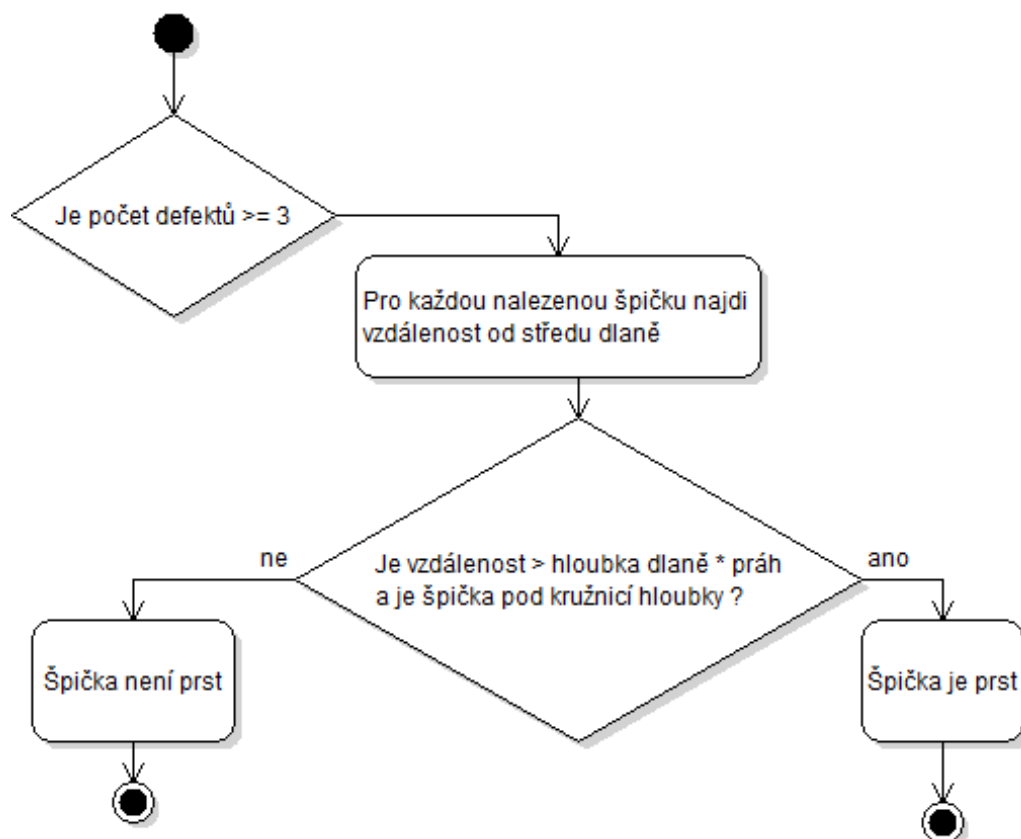 Je počet defektů >= 3
Pro každou nalezenou špičku najdi
vzdálenost od středu dlaně
ne
Je vzdálenost > hloubka dlaně * práh
a je špička pod kružnicí hloubky ?
ano
Špička není prst
Špička je prst